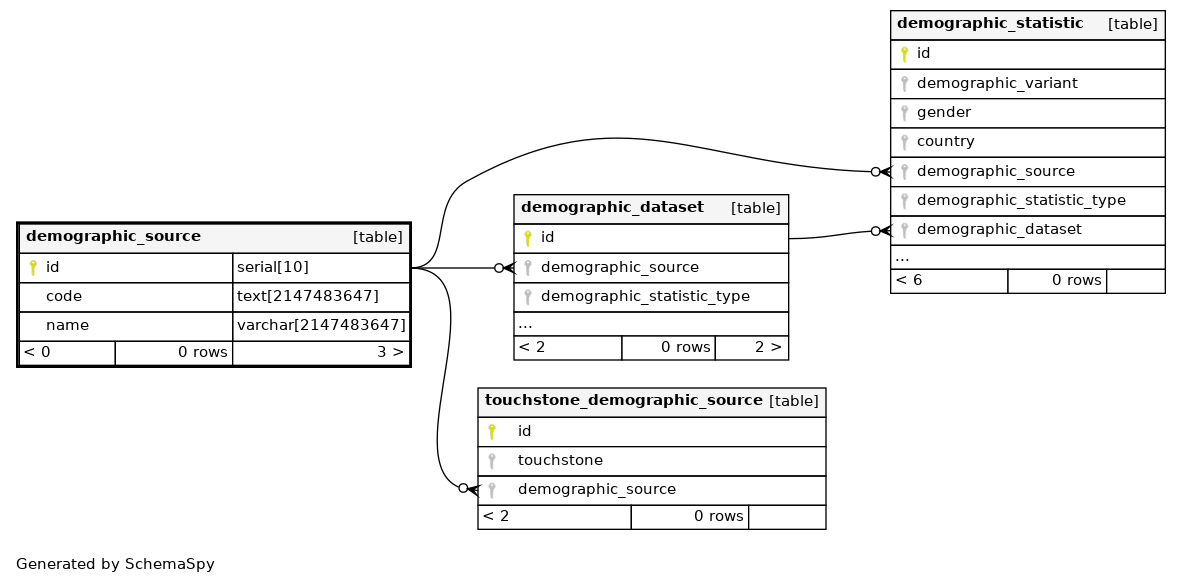 demographic_statistic [table]
id
demographic_variant
gender
country
demographic_source
demographic_statistic_type
demographic_dataset
...
< 6 0 rows
demographic_dataset [table]
id
demographic_source
demographic_statistic_type
...
< 2 0 rows 2 >
demographic_source [table]
id serial[10]
code text[2147483647]
name varchar[2147483647]
< 0 0 rows 3 >
touchstone_demographic_source [table]
id
touchstone
demographic_source
< 2 0 rows
Generated by SchemaSpy